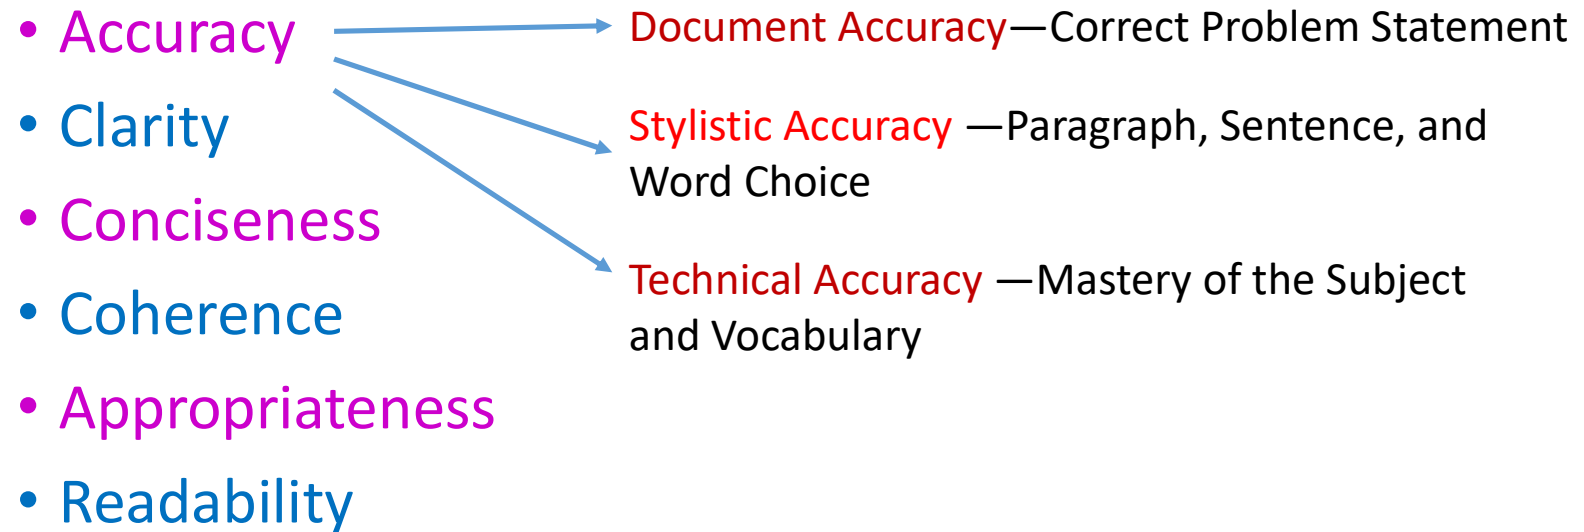 • Accuracy
• Clarity
• Conciseness
• Coherence
• Appropriateness
• Readability
Document Accuracy—Correct Problem Statement
Stylistic Accuracy —Paragraph, Sentence, and
Word Choice
Technical Accuracy —Mastery of the Subject
and Vocabulary